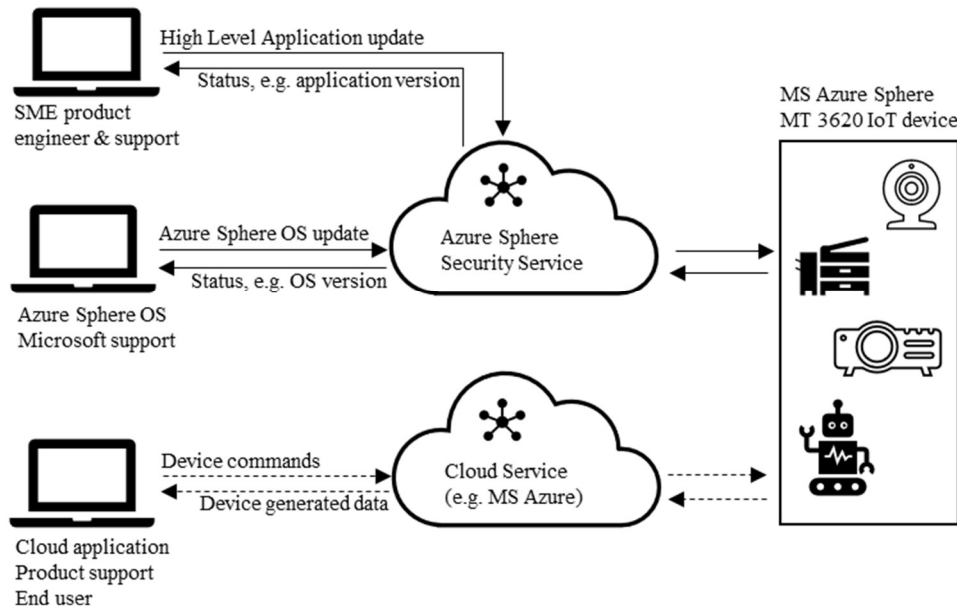 High Level Application update
Status, e.g. application version
SME product
engineer & support
MS Azure Sphere
MT 3620 IoT device
Azure Sphere OS update
Status, e.g. OS version
Azure Sphere
Security Service
Azure Sphere OS
Microsoft support
Device commands
Device generated data
Cloud Service
(e.g. MS Azure)
Cloud application
Product support
End user